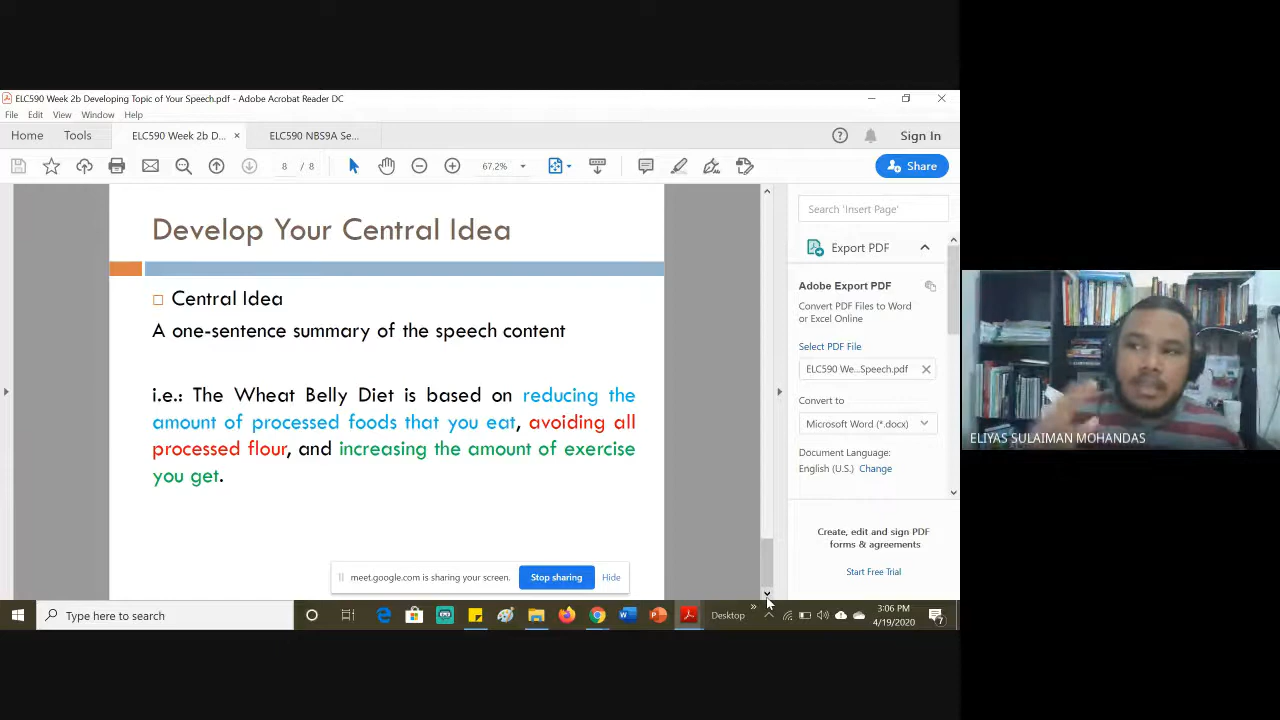 ELC590 Week 2b Developing Topic of Your Speech.pdf - Adobe Acrobat Reader DC
File Edit View Window Help
Home Tools ELC590 Week 2b D... × ELC590 NBS9A Se... Sign In
8 / 8 67.2% Share
Develop Your Central Idea
Central Idea
A one-sentence summary of the speech content
i.e.: The Wheat Belly Diet is based on reducing the
amount of processed foods that you eat, avoiding all
processed flour, and increasing the amount of exercise
you get.
Search 'Insert Page'
Export PDF
Adobe Export PDF
Convert PDF Files to Word
or Excel Online
Select PDF File
ELC590 We...Speech.pdf
Convert to
Microsoft Word (*.docx)
Document Language:
English (U.S.) Change
Create, edit and sign PDF
forms & agreements
Start Free Trial
meet.google.com is sharing your screen. Stop sharing Hide
Type here to search
Desktop
3:06 PM
4/19/2020
7
ELIYAS SULAIMAN MOHANDAS